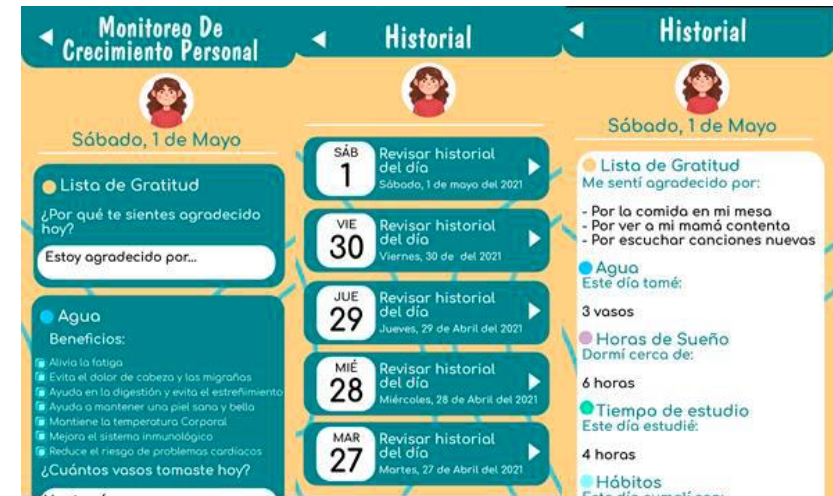 Monitoreo De
Crecimiento Personal
Sábado, 1 de Mayo
Lista de Gratitud
¿Por qué te sientes agradecido
hoy?
Estoy agradecido por...
Agua
Beneficios:
Alivia la fatiga
Evita el dolor de cabeza y las migrañas
Ayuda en la digestión y evita el estreñimiento
Ayuda a mantener una piel sana y bella
Mantiene la temperatura Corporal
Mejora el sistema inmunológico
Reduce el riesgo de problemas cardíacos
¿Cuántos vasos tomaste hoy?
Historial
SÁB
1
Revisar historial
del día
Sábado, 1 de mayo del 2021
VIE
30
Revisar historial
del día
Viernes, 30 de del 2021
JUE
29
Revisar historial
del día
Jueves, 29 de Abril del 2021
MIÉ
28
Revisar historial
del día
Miércoles, 28 de Abril del 2021
MAR
27
Revisar historial
del día
Martes, 27 de Abril del 2021
Historial
Sábado, 1 de Mayo
Lista de Gratitud
Me sentí agradecido por:
- Por la comida en mi mesa
- Por ver a mi mamá contenta
- Por escuchar canciones nuevas
Agua
Este día tomé:
3 vasos
Horas de Sueño
Dormí cerca de:
6 horas
Tiempo de estudio
Este día estudié:
4 horas
Hábitos
Este día cumplí con: